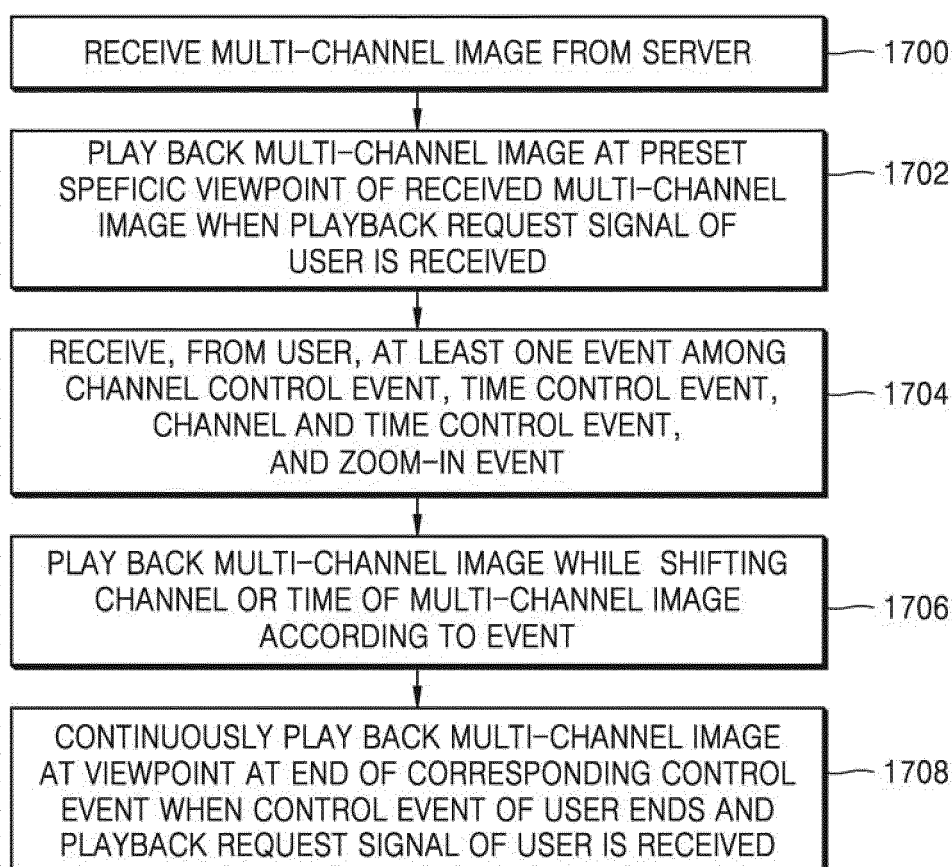 RECEIVE MULTI-CHANNEL IMAGE FROM SERVER
1700
PLAY BACK MULTI-CHANNEL IMAGE AT PRESET
SPEFICIC VIEWPOINT OF RECEIVED MULTI-CHANNEL
IMAGE WHEN PLAYBACK REQUEST SIGNAL OF
USER IS RECEIVED
1702
RECEIVE, FROM USER, AT LEAST ONE EVENT AMONG
CHANNEL CONTROL EVENT, TIME CONTROL EVENT,
CHANNEL AND TIME CONTROL EVENT,
AND ZOOM-IN EVENT
1704
PLAY BACK MULTI-CHANNEL IMAGE WHILE SHIFTING
CHANNEL OR TIME OF MULTI-CHANNEL IMAGE
ACCORDING TO EVENT
1706
CONTINUOUSLY PLAY BACK MULTI-CHANNEL IMAGE
AT VIEWPOINT AT END OF CORRESPONDING CONTROL
EVENT WHEN CONTROL EVENT OF USER ENDS AND
PLAYBACK REQUEST SIGNAL OF USER IS RECEIVED
1708